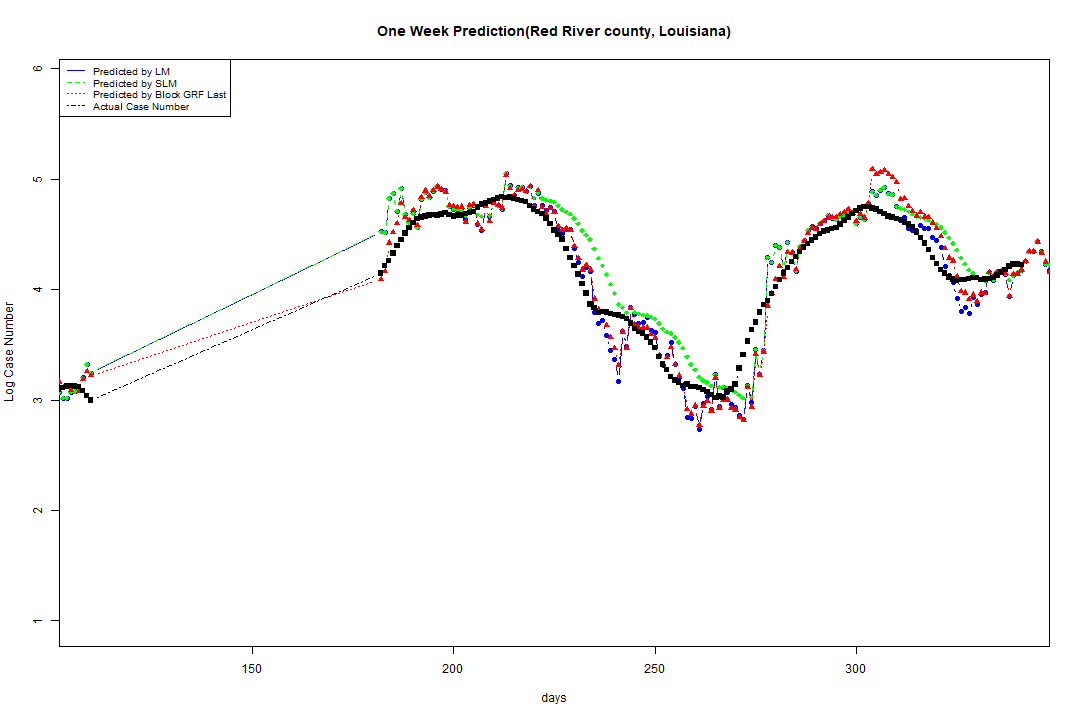 One Week Prediction(Red River county, Louisiana)
Predicted by LM
Predicted by SLM
Predicted by Block GRF Last
Actual Case Number
6
5
4
3
2
1
Log Case Number
150 200 250 300
days